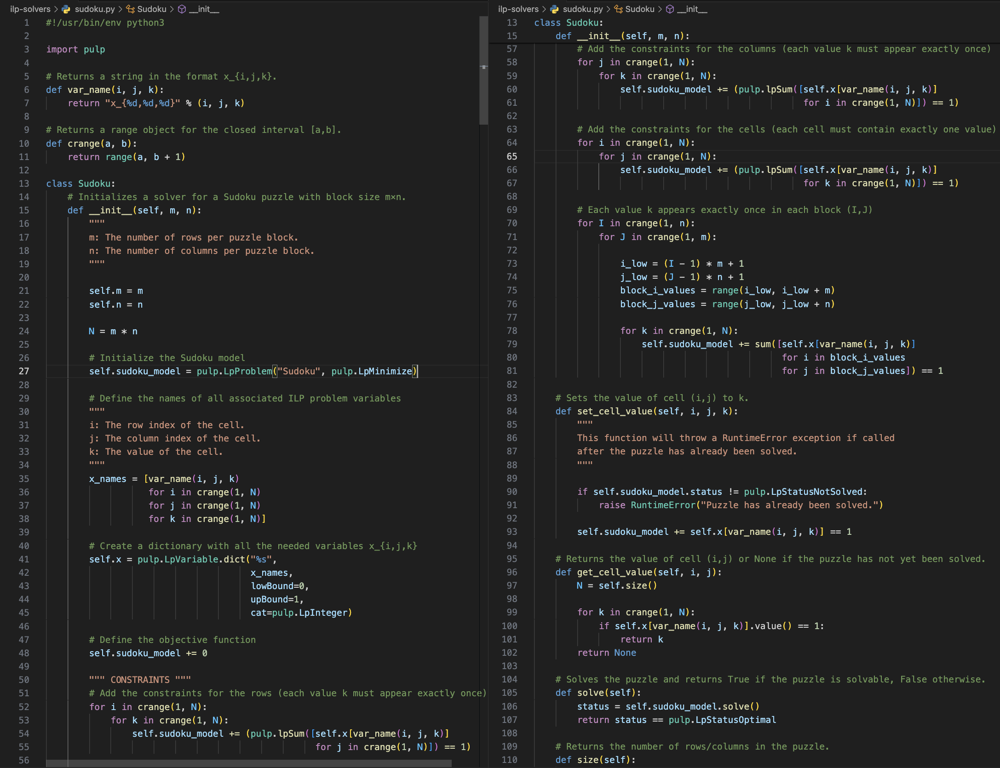 ilp-solvers > sudoku.py > Sudoku > __init__
1 #!/usr/bin/env python3
2
3 import pulp
4
5 # Returns a string in the format x_{i,j,k}.
6 def var_name(i, j, k):
7     return "x_{%d,%d,%d}" % (i, j, k)
8
9 # Returns a range object for the closed interval [a,b].
10 def crange(a, b):
11     return range(a, b + 1)
12
13 class Sudoku:
14     # Initializes a solver for a Sudoku puzzle with block size m×n.
15     def __init__(self, m, n):
16         """
17         m: The number of rows per puzzle block.
18         n: The number of columns per puzzle block.
19         """
20
21         self.m = m
22         self.n = n
23
24         N = m * n
25
26         # Initialize the Sudoku model
27         self.sudoku_model = pulp.LpProblem("Sudoku", pulp.LpMinimize)
28
29         # Define the names of all associated ILP problem variables
30         """
31         i: The row index of the cell.
32         j: The column index of the cell.
33         k: The value of the cell.
34         """
35         x_names = [var_name(i, j, k)
36                    for i in crange(1, N)
37                    for j in crange(1, N)
38                    for k in crange(1, N)]
39
40         # Create a dictionary with all the needed variables x_{i,j,k}
41         self.x = pulp.LpVariable.dict("%s",
42                                       x_names,
43                                       lowBound=0,
44                                       upBound=1,
45                                       cat=pulp.LpInteger)
46
47         # Define the objective function
48         self.sudoku_model += 0
49
50         """ CONSTRAINTS """
51         # Add the constraints for the rows (each value k must appear exactly once)
52         for i in crange(1, N):
53             for k in crange(1, N):
54                 self.sudoku_model += (pulp.lpSum([self.x[var_name(i, j, k)]
55                                                   for j in crange(1, N)]) == 1)
56
ilp-solvers > sudoku.py > Sudoku > __init__
13 class Sudoku:
15     def __init__(self, m, n):
57         # Add the constraints for the columns (each value k must appear exactly once)
58         for j in crange(1, N):
59             for k in crange(1, N):
60                 self.sudoku_model += (pulp.lpSum([self.x[var_name(i, j, k)]
61                                                   for i in crange(1, N)]) == 1)
62
63         # Add the constraints for the cells (each cell must contain exactly one value)
64         for i in crange(1, N):
65             for j in crange(1, N):
66                 self.sudoku_model += (pulp.lpSum([self.x[var_name(i, j, k)]
67                                                   for k in crange(1, N)]) == 1)
68
69         # Each value k appears exactly once in each block (I,J)
70         for I in crange(1, n):
71             for J in crange(1, m):
72
73                 i_low = (I - 1) * m + 1
74                 j_low = (J - 1) * n + 1
75                 block_i_values = range(i_low, i_low + m)
76                 block_j_values = range(j_low, j_low + n)
77
78                 for k in crange(1, N):
79                     self.sudoku_model += sum([self.x[var_name(i, j, k)]
80                                               for i in block_i_values
81                                               for j in block_j_values]) == 1
82
83     # Sets the value of cell (i,j) to k.
84     def set_cell_value(self, i, j, k):
85         """
86         This function will throw a RuntimeError exception if called
87         after the puzzle has already been solved.
88         """
89
90         if self.sudoku_model.status != pulp.LpStatusNotSolved:
91             raise RuntimeError("Puzzle has already been solved.")
92
93         self.sudoku_model += self.x[var_name(i, j, k)] == 1
94
95     # Returns the value of cell (i,j) or None if the puzzle has not yet been solved.
96     def get_cell_value(self, i, j):
97         N = self.size()
98
99         for k in crange(1, N):
100             if self.x[var_name(i, j, k)].value() == 1:
101                 return k
102         return None
103
104     # Solves the puzzle and returns True if the puzzle is solvable, False otherwise.
105     def solve(self):
106         status = self.sudoku_model.solve()
107         return status == pulp.LpStatusOptimal
108
109     # Returns the number of rows/columns in the puzzle.
110     def size(self):